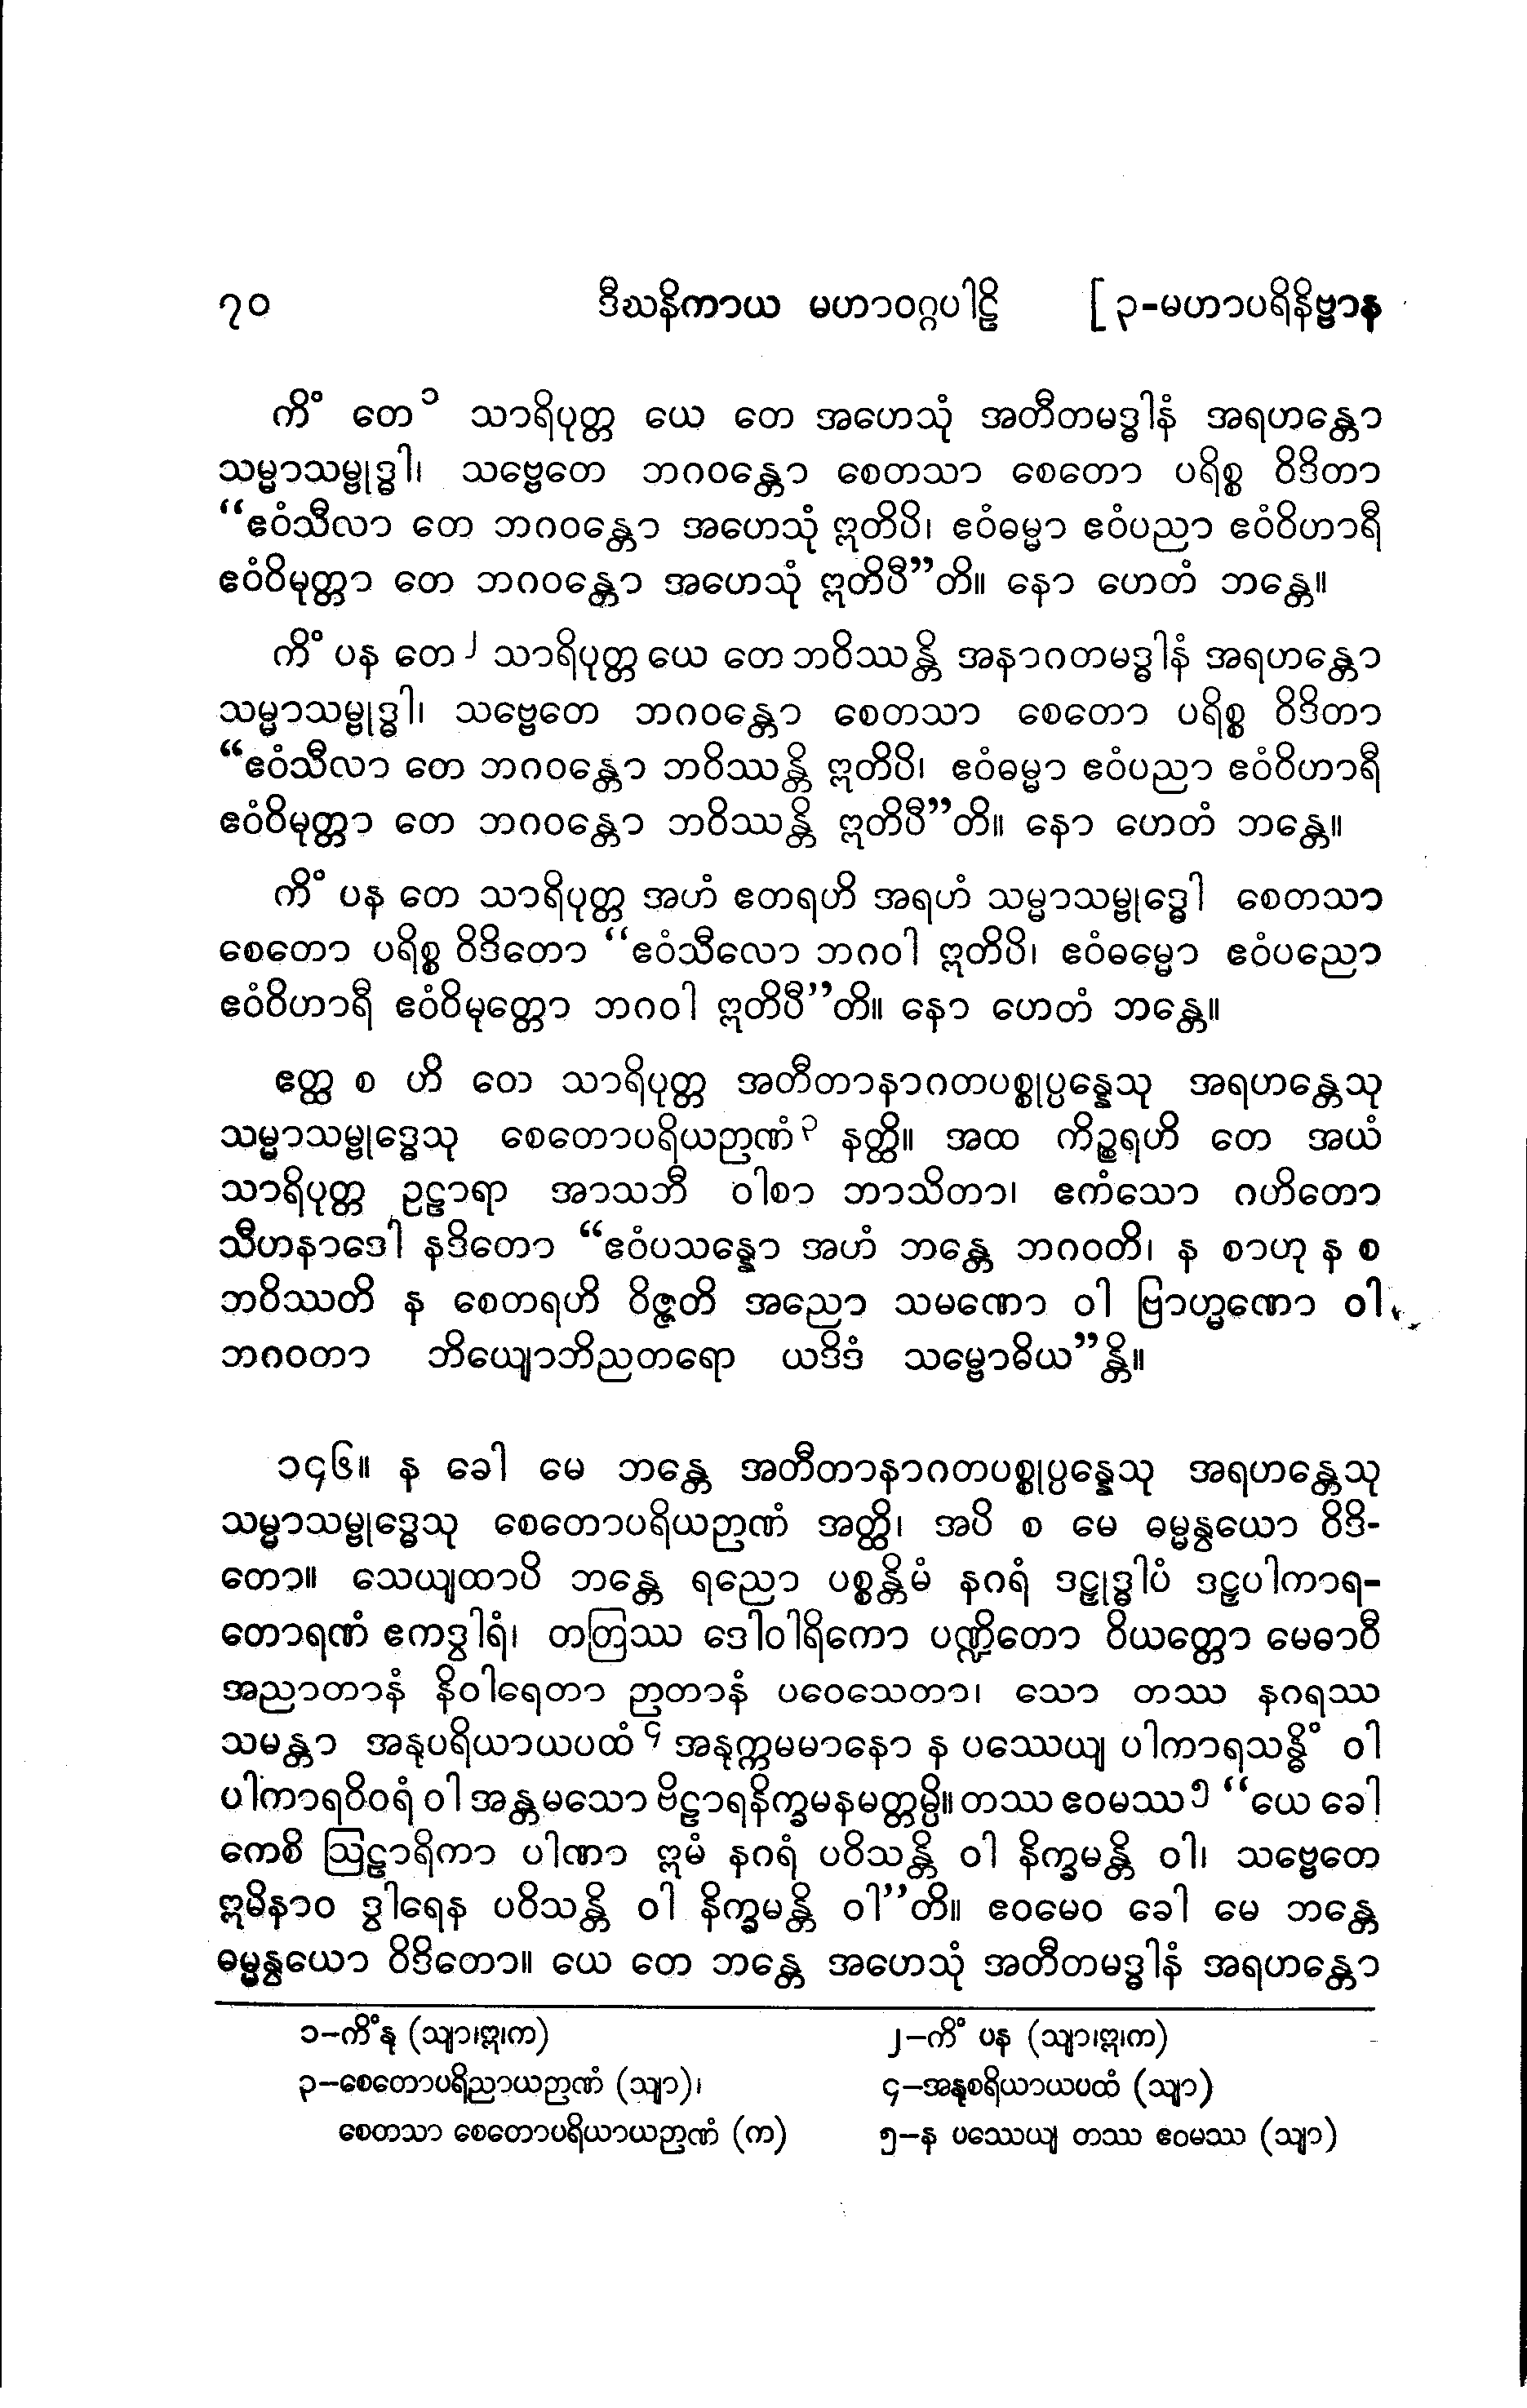 ၇၀ ဒီဃနိကာယ မဟာဝဂ္ဂပါဠိ [ ၃-မဟာပရိနိဗ္ဗာန
ကိံ တေ ၁ သာရိပုတ္တ ယေ တေ အဟေသုံ အတီတမဒ္ဓါနံ အရဟန္တော
သမ္မာသမ္ဗုဒ္ဓါ၊ သဗ္ဗေတေ ဘဂဝန္တော စေတသာ စေတော ပရိစ္စ ဝိဒိတာ
“ဧဝံသီလာ တေ ဘဂဝန္တော အဟေသုံ ဣတိပိ၊ ဧဝံဓမ္မာ ဧဝံပညာ ဧဝံဝိဟာရီ
ဧဝံဝိမုတ္တာ တေ ဘဂဝန္တော အဟေသုံ ဣတိပီ”တိ။ နော ဟေတံ ဘန္တေ။
ကိံ ပန တေ ၂ သာရိပုတ္တ ယေ တေ ဘဝိဿန္တိ အနာဂတမဒ္ဓါနံ အရဟန္တော
သမ္မာသမ္ဗုဒ္ဓါ၊ သဗ္ဗေတေ ဘဂဝန္တော စေတသာ စေတော ပရိစ္စ ဝိဒိတာ
“ဧဝံသီလာ တေ ဘဂဝန္တော ဘဝိဿန္တိ ဣတိပိ၊ ဧဝံဓမ္မာ ဧဝံပညာ ဧဝံဝိဟာရီ
ဧဝံဝိမုတ္တာ တေ ဘဂဝန္တော ဘဝိဿန္တိ ဣတိပီ”တိ။ နော ဟေတံ ဘန္တေ။
ကိံ ပန တေ သာရိပုတ္တ အဟံ ဧတရဟိ အရဟံ သမ္မာသမ္ဗုဒ္ဓေါ စေတသာ
စေတော ပရိစ္စ ဝိဒိတော “ဧဝံသီလော ဘဂဝါ ဣတိပိ၊ ဧဝံဓမ္မော ဧဝံပညော
ဧဝံဝိဟာရီ ဧဝံဝိမုတ္တော ဘဂဝါ ဣတိပီ”တိ။ နော ဟေတံ ဘန္တေ။
ဧတ္ထ စ ဟိ တေ သာရိပုတ္တ အတီတာနာဂတပစ္စုပ္ပန္နေသု အရဟန္တေသု
သမ္မာသမ္ဗုဒ္ဓေသု စေတောပရိယဉာဏံ ၃ နတ္ထိ။ အထ ကိဉ္စရဟိ တေ အယံ
သာရိပုတ္တ ဥဠာရာ အာသဘီ ဝါစာ ဘာသိတာ၊ ဧကံသော ဂဟိတော
သီဟနာဒေါ နဒိတော “ဧဝံပသန္နော အဟံ ဘန္တေ ဘဂဝတိ၊ န စာဟု န စ
ဘဝိဿတိ န စေတရဟိ ဝိဇ္ဇတိ အညော သမဏော ဝါ ဗြာဟ္မဏော ဝါ
ဘဂဝတာ ဘိယျောဘိညတရော ယဒိဒံ သမ္ဗောဓိယ”န္တိ။
၁၄၆။ န ခေါ မေ ဘန္တေ အတီတာနာဂတပစ္စုပ္ပန္နေသု အရဟန္တေသု
သမ္မာသမ္ဗုဒ္ဓေသု စေတောပရိယဉာဏံ အတ္ထိ၊ အပိ စ မေ ဓမ္မန္ဝယော ဝိဒိ-
တော။ သေယျထာပိ ဘန္တေ ရညော ပစ္စန္တိမံ နဂရံ ဒဠှုဒ္ဓါပံ ဒဠှပါကာရ-
တောရဏံ ဧကဒွါရံ၊ တတြဿ ဒေါဝါရိကော ပဏ္ဍိတော ဝိယတ္တော မေဓာဝီ
အညာတာနံ နိဝါရေတာ ဉာတာနံ ပဝေသေတာ၊ သော တဿ နဂရဿ
သမန္တာ အနုပရိယာယပထံ ၄ အနုက္ကမမာနော န ပဿေယျ ပါကာရသန္ဓိံ ဝါ
ပါကာရဝိဝရံ ဝါ အန္တမသော ဗိဠာရနိက္ခမနမတ္တမ္ပိ။ တဿ ဧဝမဿ ၅ “ယေ ခေါ
ကေစိ ဩဠာရိကာ ပါဏာ ဣမံ နဂရံ ပဝိသန္တိ ဝါ နိက္ခမန္တိ ဝါ၊ သဗ္ဗေတေ
ဣမိနာဝ ဒွါရေန ပဝိသန္တိ ဝါ နိက္ခမန္တိ ဝါ”တိ။ ဧဝမေဝ ခေါ မေ ဘန္တေ
ဓမ္မန္ဝယော ဝိဒိတော။ ယေ တေ ဘန္တေ အဟေသုံ အတီတမဒ္ဓါနံ အရဟန္တော
၁-ကိံနု (သျာ၊ဣ၊က) ၂-ကိံ ပန (သျာ၊ဣ၊က)
၃-စေတောပရိညာယဉာဏံ (သျာ)၊ ၄-အနုစရိယာယပထံ (သျာ)
စေတသာ စေတောပရိယာယဉာဏံ (က) ၅-န ပဿေယျ တဿ ဧဝမဿ (သျာ)